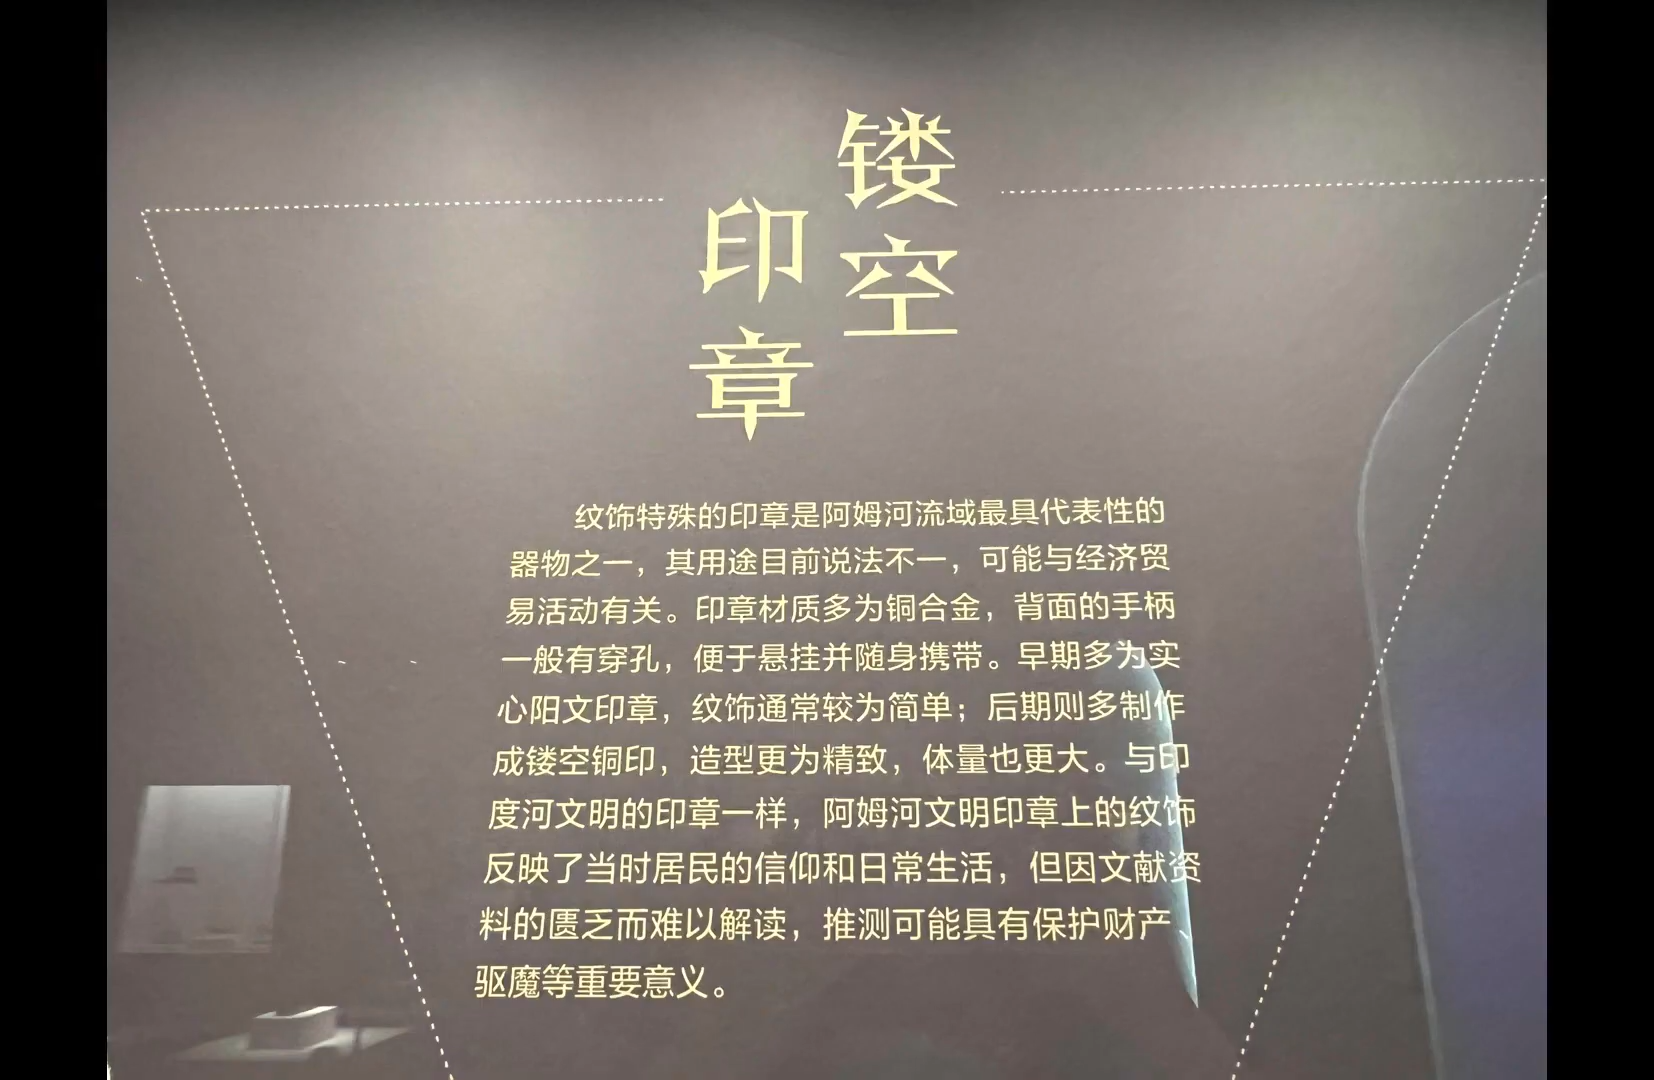 镂空
印章
纹饰特殊的印章是阿姆河流域最具代表性的
器物之一，其用途目前说法不一，可能与经济贸
易活动有关。印章材质多为铜合金，背面的手柄
一般有穿孔，便于悬挂并随身携带。早期多为实
心阳文印章，纹饰通常较为简单；后期则多制作
成镂空铜印，造型更为精致，体量也更大。与印
度河文明的印章一样，阿姆河文明印章上的纹饰
反映了当时居民的信仰和日常生活，但因文献资
料的匮乏而难以解读，推测可能具有保护财产、
驱魔等重要意义。